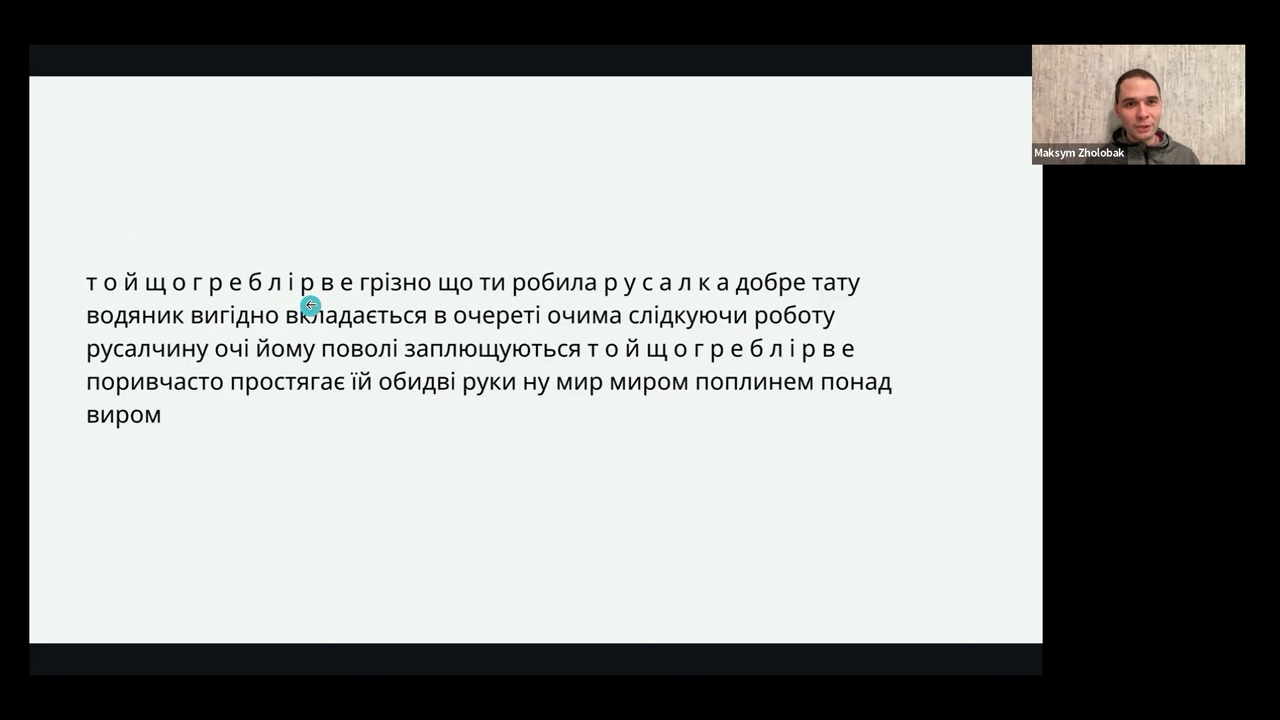 Maksym Zholobak
т о й щ о г р е б л і р в е грізно що ти робила р у с а л к а добре тату
водяник вигідно вкладається в очереті очима слідкуючи роботу
русалчину очі йому поволі заплющуються т о й щ о г р е б л і р в е
поривчасто простягає їй обидві руки ну мир миром поплинем понад
виром